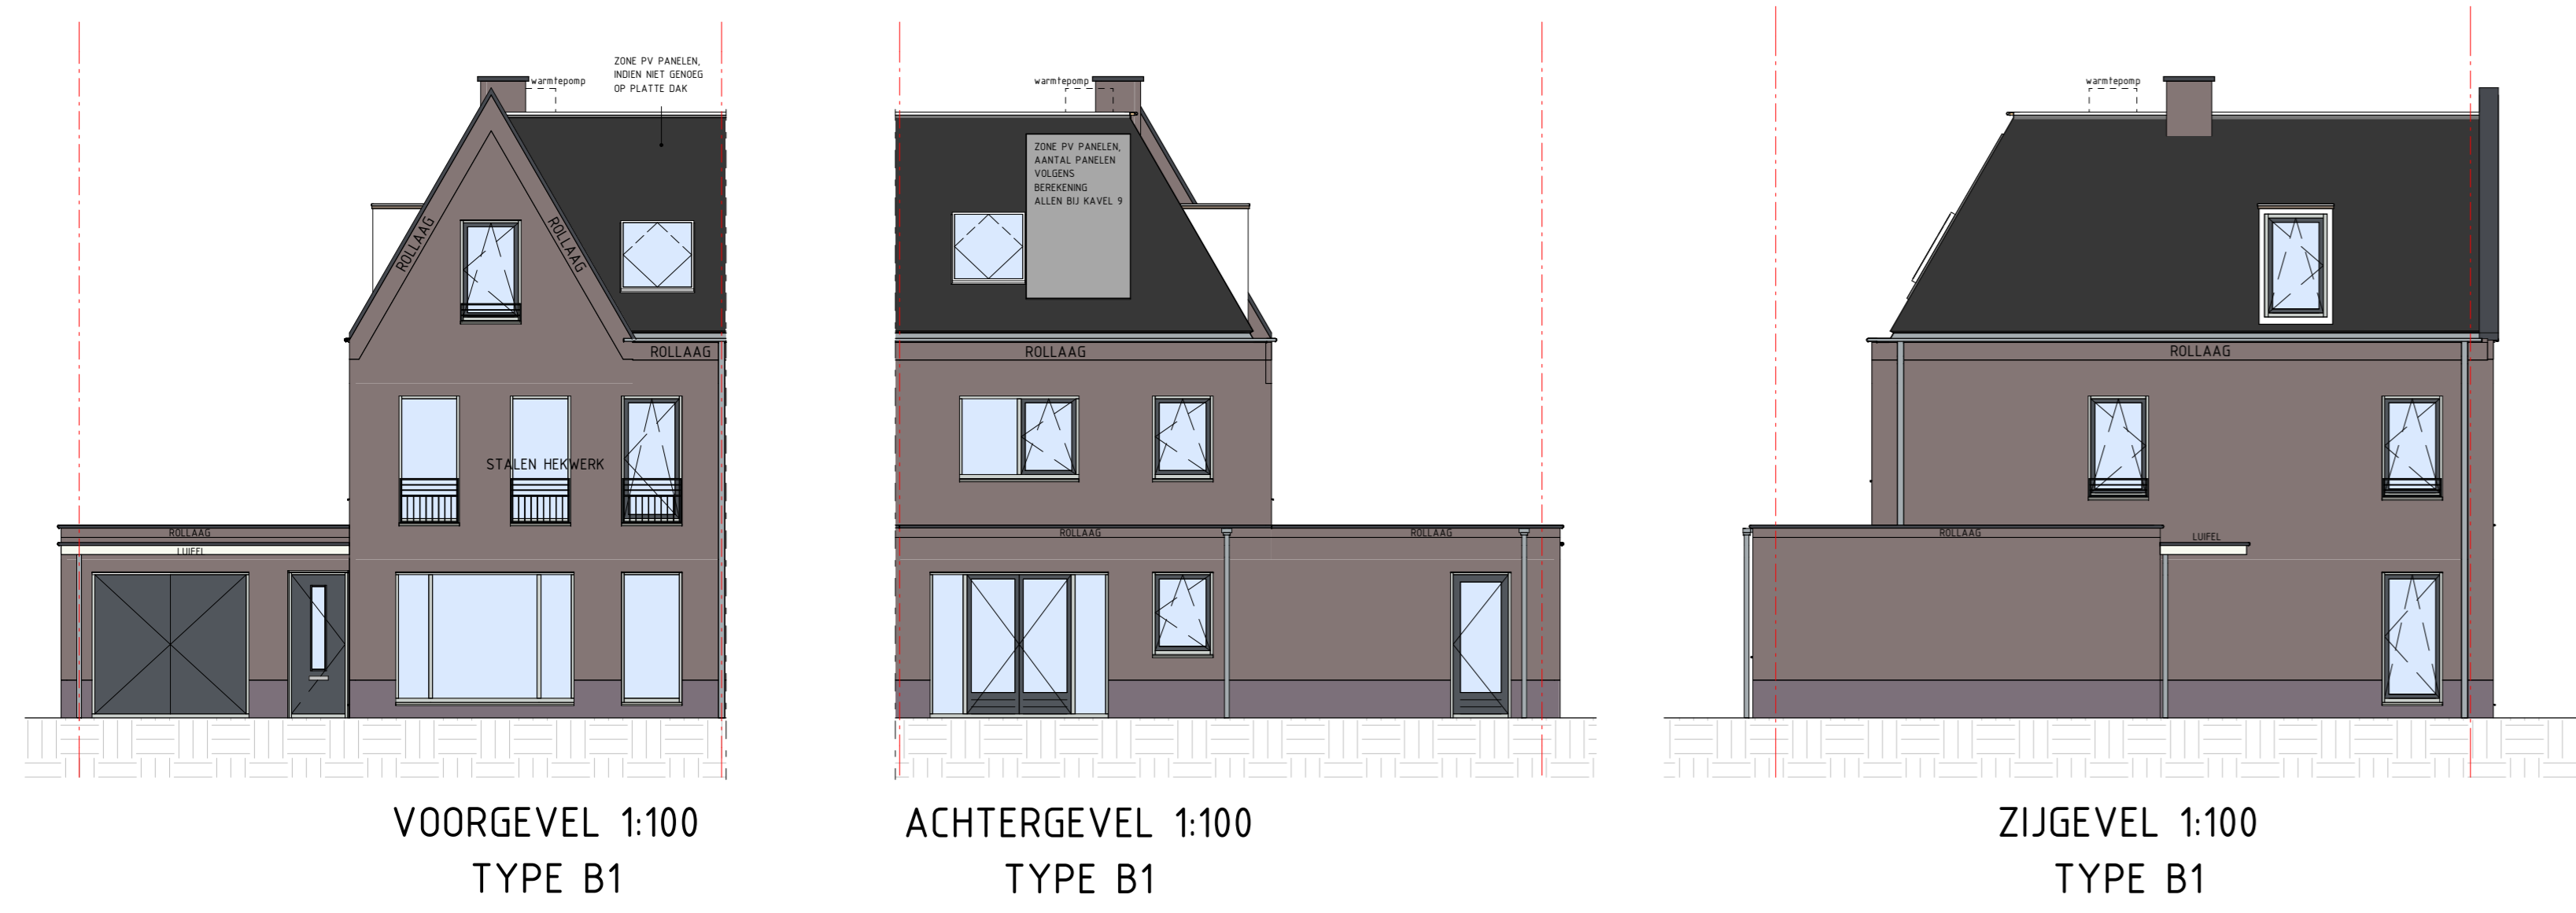 ZONE PV PANELEN,
INDIEN NIET GENOEG
OP PLATTE DAK
warmtepomp
ROLLAAG
ROLLAAG
ROLLAAG
STALEN HEKWERK
ROLLAAG
LUIFEL
VOORGEVEL 1:100
TYPE B1
warmtepomp
ZONE PV PANELEN,
AANTAL PANELEN
VOLGENS
BEREKENING
ALLEN BIJ KAVEL 9
ROLLAAG
ROLLAAG
ROLLAAG
ACHTERGEVEL 1:100
TYPE B1
warmtepomp
ROLLAAG
ROLLAAG
LUIFEL
ZIJGEVEL 1:100
TYPE B1